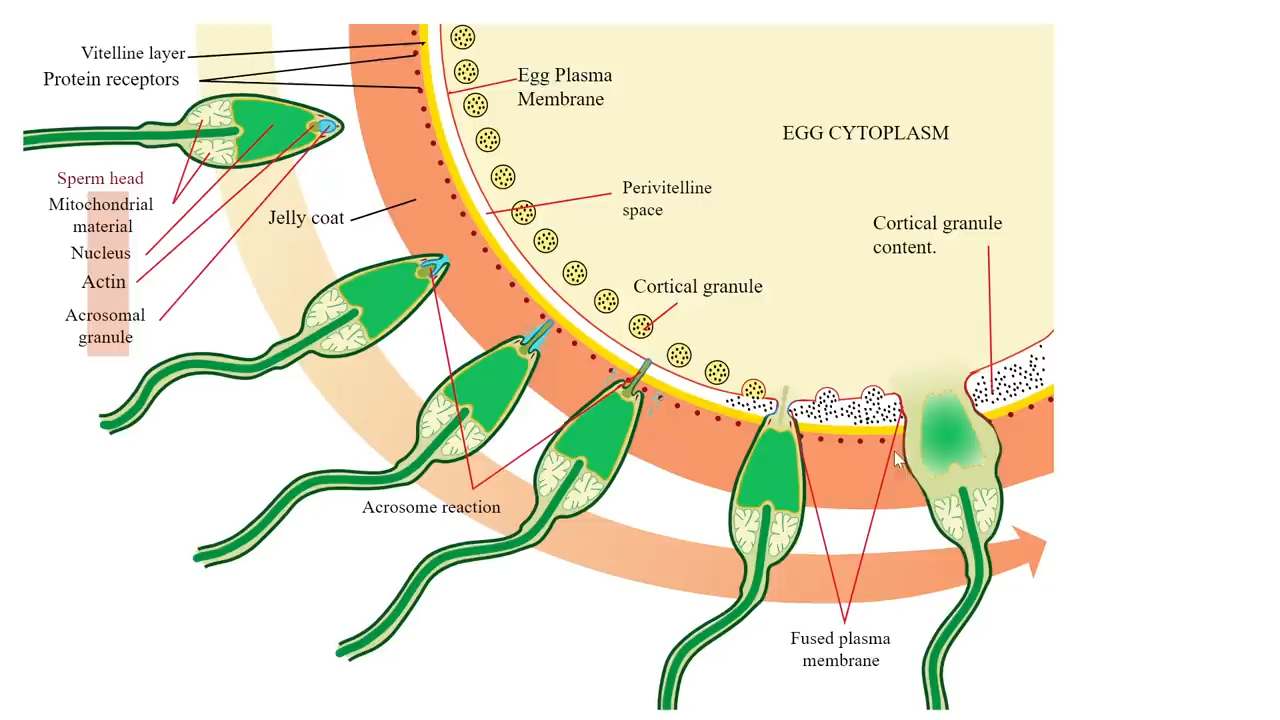 Vitelline layer
Protein receptors
Egg Plasma
Membrane
EGG CYTOPLASM
Sperm head
Mitochondrial
material
Nucleus
Actin
Acrosomal
granule
Jelly coat
Perivitelline
space
Cortical granule
content.
Cortical granule
Acrosome reaction
Fused plasma
membrane